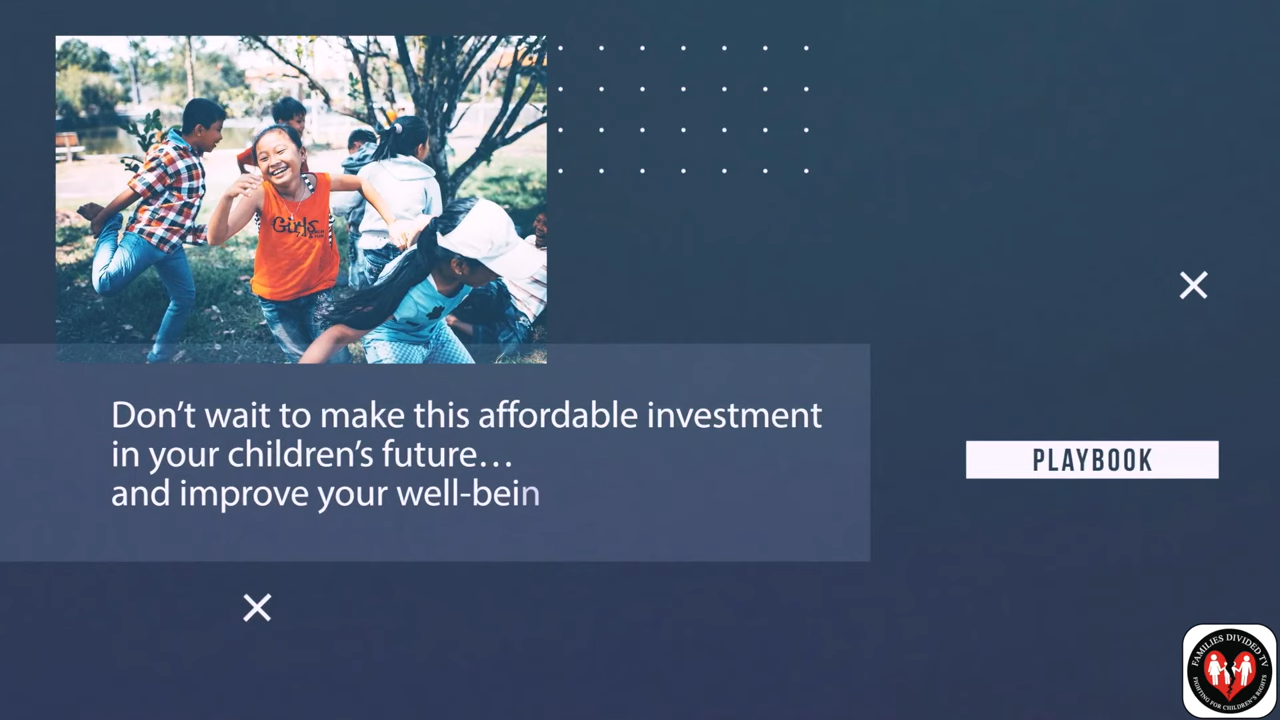 GiRLS
Don't wait to make this affordable investment
in your children's future…
and improve your well-bein
PLAYBOOK
FAMILIES DIVIDED TV
FIGHTING FOR CHILDREN'S RIGHTS